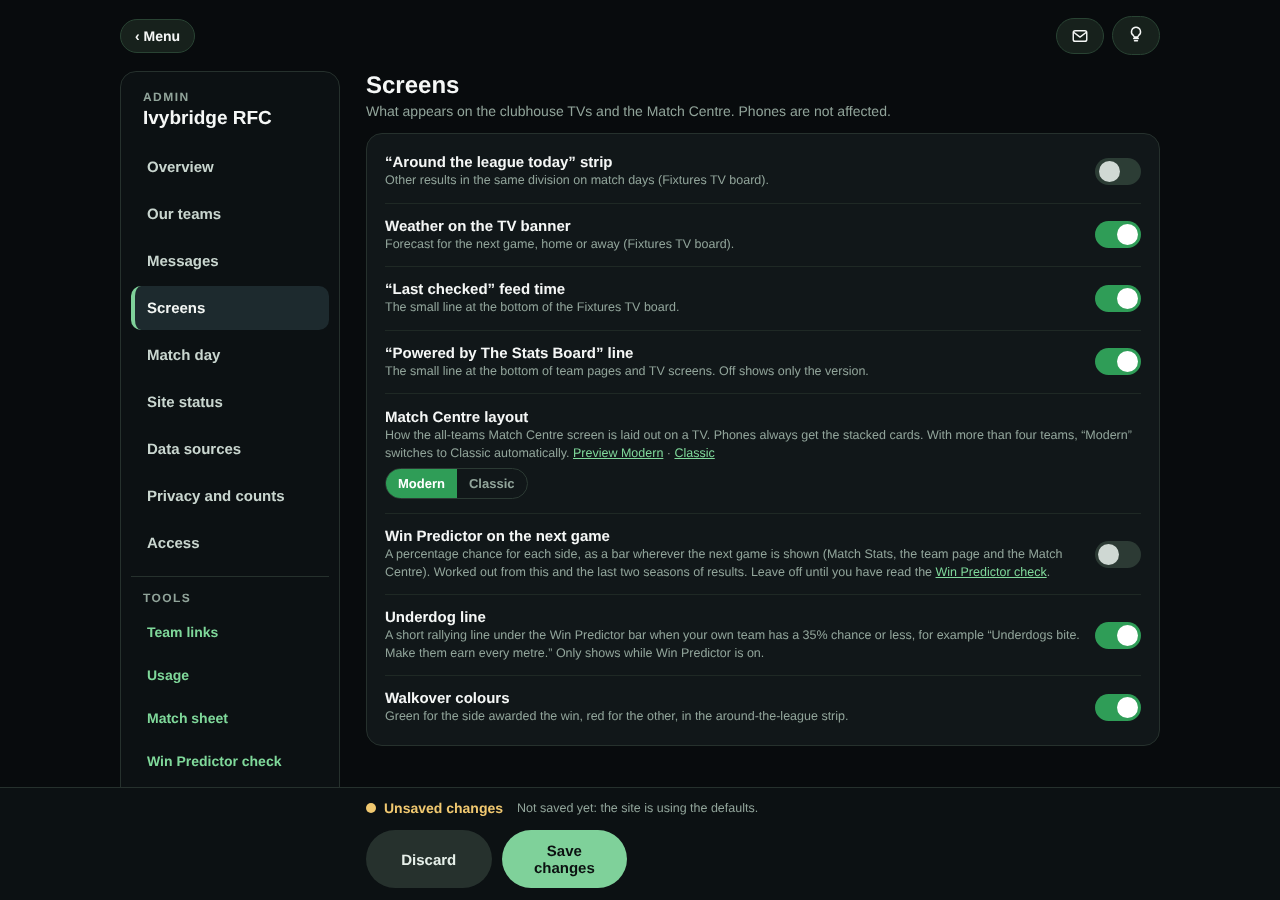 ‹ Menu
ADMIN
Ivybridge RFC
Overview
Our teams
Messages
Screens
Match day
Site status
Data sources
Privacy and counts
Access
TOOLS
Team links
Usage
Match sheet
Win Predictor check
Screens
What appears on the clubhouse TVs and the Match Centre. Phones are not affected.
“Around the league today” strip
Other results in the same division on match days (Fixtures TV board).
Weather on the TV banner
Forecast for the next game, home or away (Fixtures TV board).
“Last checked” feed time
The small line at the bottom of the Fixtures TV board.
“Powered by The Stats Board” line
The small line at the bottom of team pages and TV screens. Off shows only the version.
Match Centre layout
How the all-teams Match Centre screen is laid out on a TV. Phones always get the stacked cards. With more than four teams, “Modern”
switches to Classic automatically. Preview Modern · Classic
Modern Classic
Win Predictor on the next game
A percentage chance for each side, as a bar wherever the next game is shown (Match Stats, the team page and the Match
Centre). Worked out from this and the last two seasons of results. Leave off until you have read the Win Predictor check.
Underdog line
A short rallying line under the Win Predictor bar when your own team has a 35% chance or less, for example “Underdogs bite.
Make them earn every metre.” Only shows while Win Predictor is on.
Walkover colours
Green for the side awarded the win, red for the other, in the around-the-league strip.
Unsaved changes Not saved yet: the site is using the defaults.
Discard
Save
changes